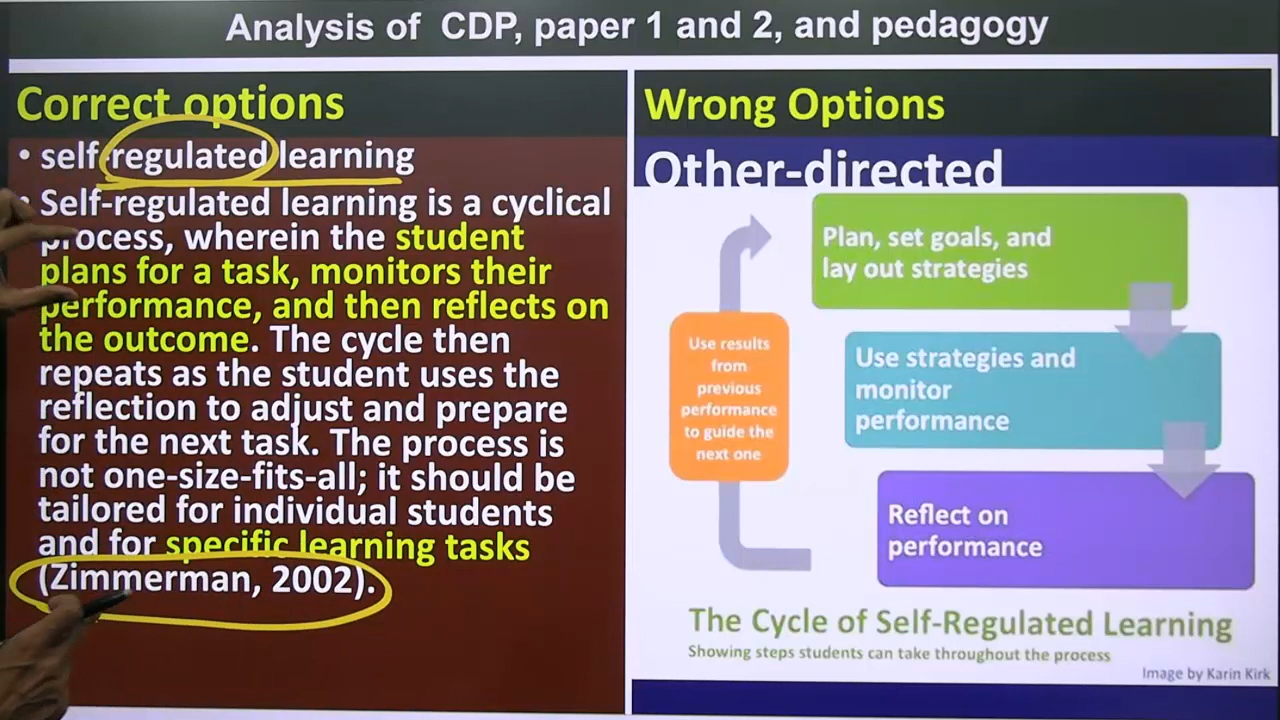 Analysis of CDP, paper 1 and 2, and pedagogy
Correct options
• self-regulated learning
• Self-regulated learning is a cyclical
process, wherein the student
plans for a task, monitors their
performance, and then reflects on
the outcome. The cycle then
repeats as the student uses the
reflection to adjust and prepare
for the next task. The process is
not one-size-fits-all; it should be
tailored for individual students
and for specific learning tasks
(Zimmerman, 2002).
Wrong Options
Other-directed
Plan, set goals, and
lay out strategies
Use strategies and
monitor
performance
Reflect on
performance
Use results
from
previous
performance
to guide the
next one
The Cycle of Self-Regulated Learning
Showing steps students can take throughout the process
Image by Karin Kirk